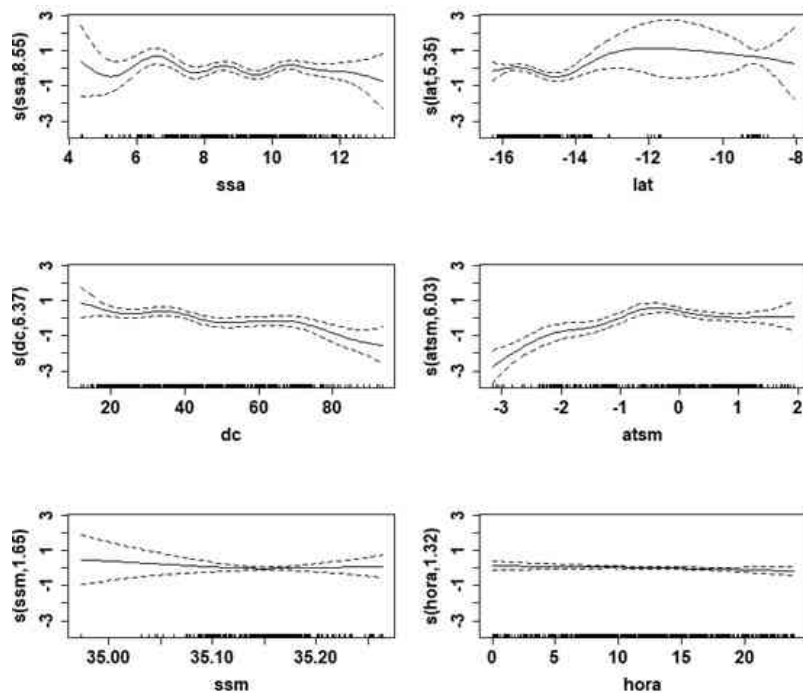 s(ssa,8.55)
3
1
-1
-3
4 6 8 10 12
ssa
s(lat,5.35)
3
1
-1
-3
-16 -14 -12 -10 -8
lat
s(dc,6.37)
3
1
-1
-3
20 40 60 80
dc
s(atsm,6.03)
3
1
-1
-3
-3 -2 -1 0 1 2
atsm
s(ssm,1.65)
3
1
-1
-3
35.00 35.10 35.20
ssm
s(hora,1.32)
3
1
-1
-3
0 5 10 15 20
hora